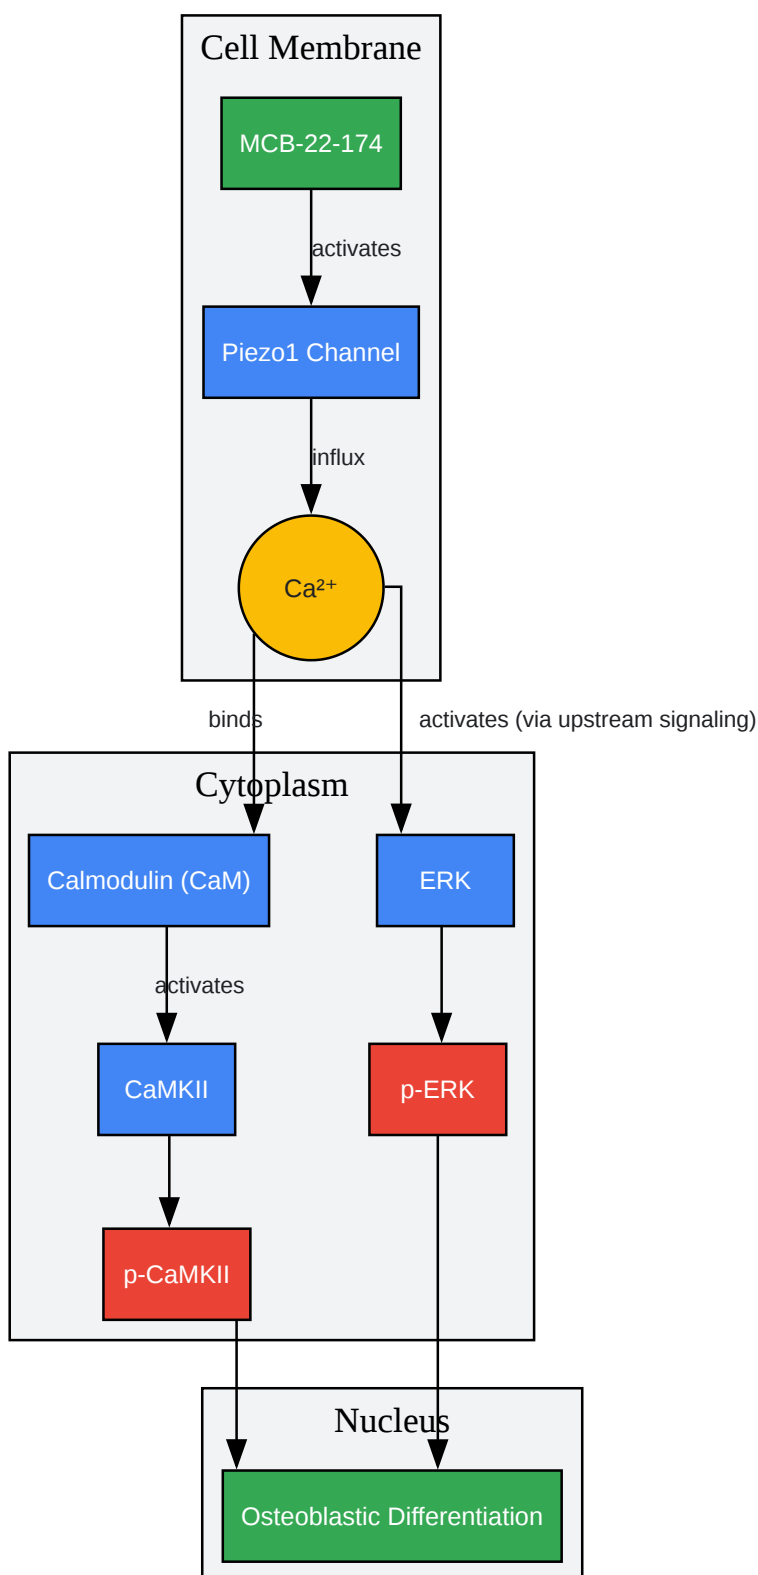 Cell Membrane
MCB-22-174
activates
Piezo1 Channel
influx
Ca²⁺
binds
activates (via upstream signaling)
Cytoplasm
Calmodulin (CaM)
ERK
activates
CaMKII
p-ERK
p-CaMKII
Nucleus
Osteoblastic Differentiation